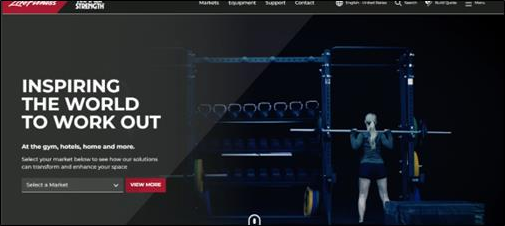 Life Fitness
STRENGTH
Markets Equipment Support Contact English - United States Search Build Quote Menu
INSPIRING
THE WORLD
TO WORK OUT
At the gym, hotels, home and more.
Select your market below to see how our solutions
can transform and enhance your space
Select a Market
VIEW MORE